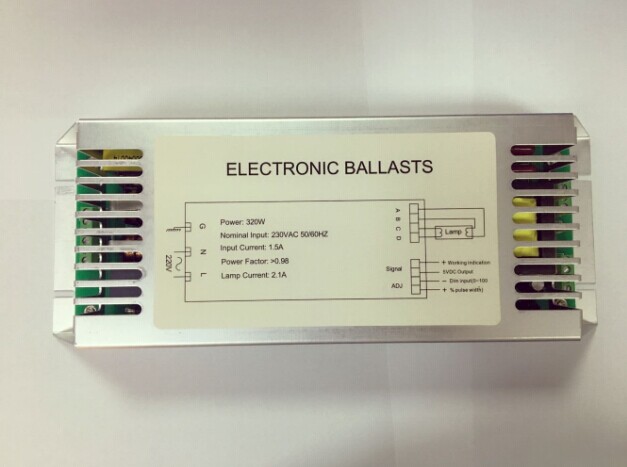 ELECTRONIC BALLASTS
Power: 320W
Nominal Input: 230VAC 50/60HZ
Input Current: 1.5A
Power Factor: >0.98
Lamp Current: 2.1A
G
N
L
220V
A
B
C
D
Lamp
Signal
ADJ
+ Working indication
5VDC Output
− Dim input(0~100
+ % pulse width)